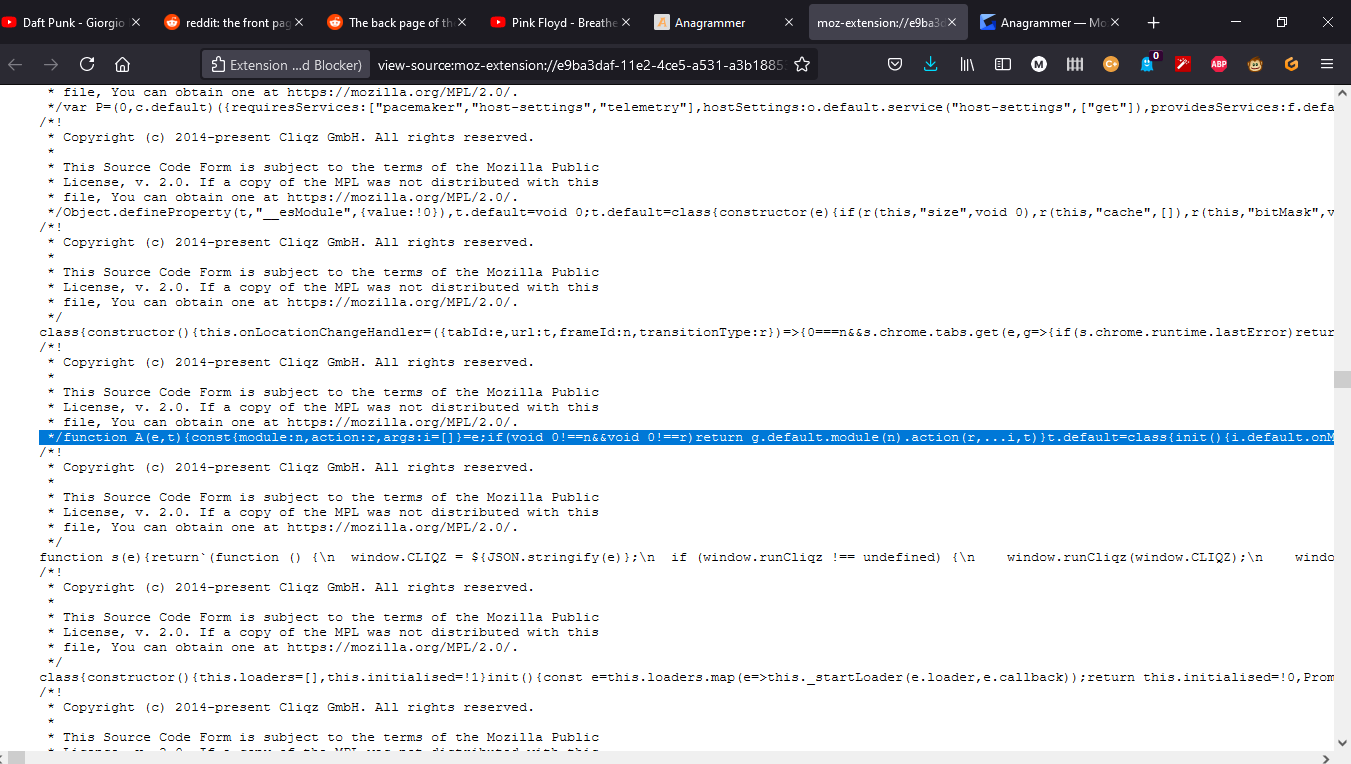 Daft Punk - Giorgio
reddit: the front pag
The back page of th
Pink Floyd - Breathe
Anagrammer
moz-extension://e9ba3d
Anagrammer — Mo
Extension ...d Blocker)
view-source:moz-extension://e9ba3daf-11e2-4ce5-a531-a3b1885
M
C+
0
ABP
* file, You can obtain one at https://mozilla.org/MPL/2.0/.
*/var P=(0,c.default)({requiresServices:["pacemaker","host-settings","telemetry"],hostSettings:o.default.service("host-settings",["get"]),providesServices:f.defa
/*!
* Copyright (c) 2014-present Cliqz GmbH. All rights reserved.
*
* This Source Code Form is subject to the terms of the Mozilla Public
* License, v. 2.0. If a copy of the MPL was not distributed with this
* file, You can obtain one at https://mozilla.org/MPL/2.0/.
*/Object.defineProperty(t,"__esModule",{value:!0}),t.default=void 0;t.default=class{constructor(e){if(r(this,"size",void 0),r(this,"cache",[]),r(this,"bitMask",v
/*!
* Copyright (c) 2014-present Cliqz GmbH. All rights reserved.
*
* This Source Code Form is subject to the terms of the Mozilla Public
* License, v. 2.0. If a copy of the MPL was not distributed with this
* file, You can obtain one at https://mozilla.org/MPL/2.0/.
*/
class{constructor(){this.onLocationChangeHandler=({tabId:e,url:t,frameId:n,transitionType:r})=>{0===n&&s.chrome.tabs.get(e,g=>{if(s.chrome.runtime.lastError)retur
/*!
* Copyright (c) 2014-present Cliqz GmbH. All rights reserved.
*
* This Source Code Form is subject to the terms of the Mozilla Public
* License, v. 2.0. If a copy of the MPL was not distributed with this
* file, You can obtain one at https://mozilla.org/MPL/2.0/.
*/function A(e,t){const{module:n,action:r,args:i=[]}=e;if(void 0!==n&&void 0!==r)return g.default.module(n).action(r,...i,t)}t.default=class{init(){i.default.onM
/*!
* Copyright (c) 2014-present Cliqz GmbH. All rights reserved.
*
* This Source Code Form is subject to the terms of the Mozilla Public
* License, v. 2.0. If a copy of the MPL was not distributed with this
* file, You can obtain one at https://mozilla.org/MPL/2.0/.
*/
function s(e){return`(function () {\n  window.CLIQZ = ${JSON.stringify(e)};\n  if (window.runCliqz !== undefined) {\n    window.runCliqz(window.CLIQZ);\n    windo
/*!
* Copyright (c) 2014-present Cliqz GmbH. All rights reserved.
*
* This Source Code Form is subject to the terms of the Mozilla Public
* License, v. 2.0. If a copy of the MPL was not distributed with this
* file, You can obtain one at https://mozilla.org/MPL/2.0/.
*/
class{constructor(){this.loaders=[],this.initialised=!1}init(){const e=this.loaders.map(e=>this._startLoader(e.loader,e.callback));return this.initialised=!0,Prom
/*!
* Copyright (c) 2014-present Cliqz GmbH. All rights reserved.
*
* This Source Code Form is subject to the terms of the Mozilla Public
* License, v. 2.0. If a copy of the MPL was not distributed with this